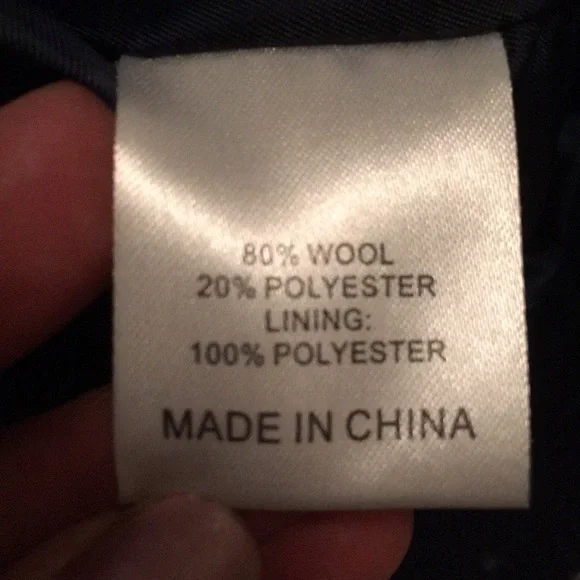 80% WOOL
20% POLYESTER
LINING:
100% POLYESTER
MADE IN CHINA